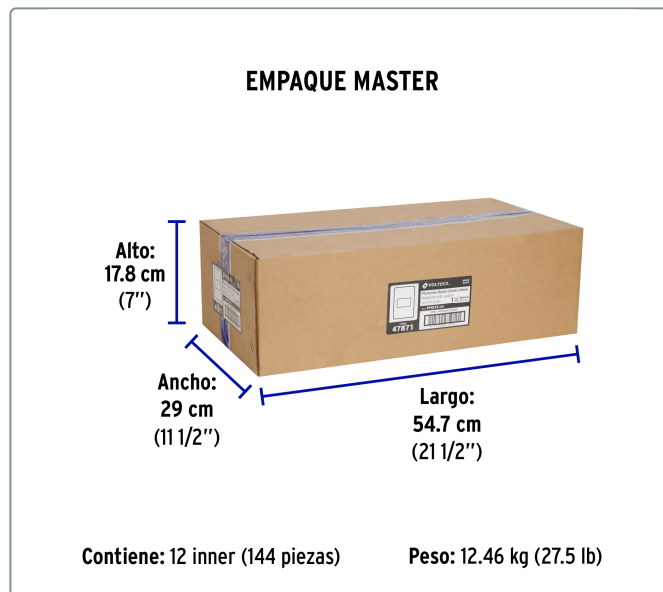 EMPAQUE MASTER
Alto:
17.8 cm
(7″)
VOLTECK
47871
Ancho:
29 cm
(11 1/2″)
Largo:
54.7 cm
(21 1/2″)
Contiene: 12 inner (144 piezas)
Peso: 12.46 kg (27.5 lb)